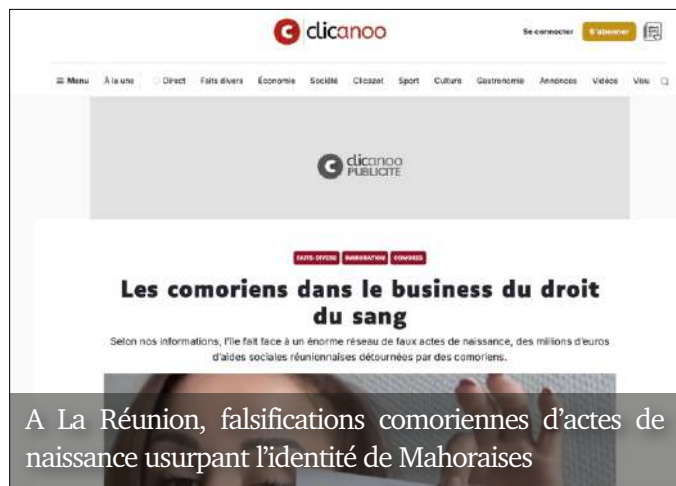 clicanoo
Se connecter
S'abonner
Menu À la une Direct Faits divers Économie Société Clicazot Sport Culture Gastronomie Annonces Vidéos
clicanoo
PUBLICITE
FAITS-DIVERS IMMIGRATION COMORES
Les comoriens dans le business du droit
du sang
Selon nos informations, l'île fait face à un énorme réseau de faux actes de naissance, des millions d'euros
d'aides sociales réunionnaises détournées par des comoriens.
A La Réunion, falsifications comoriennes d'actes de
naissance usurpant l'identité de Mahoraises